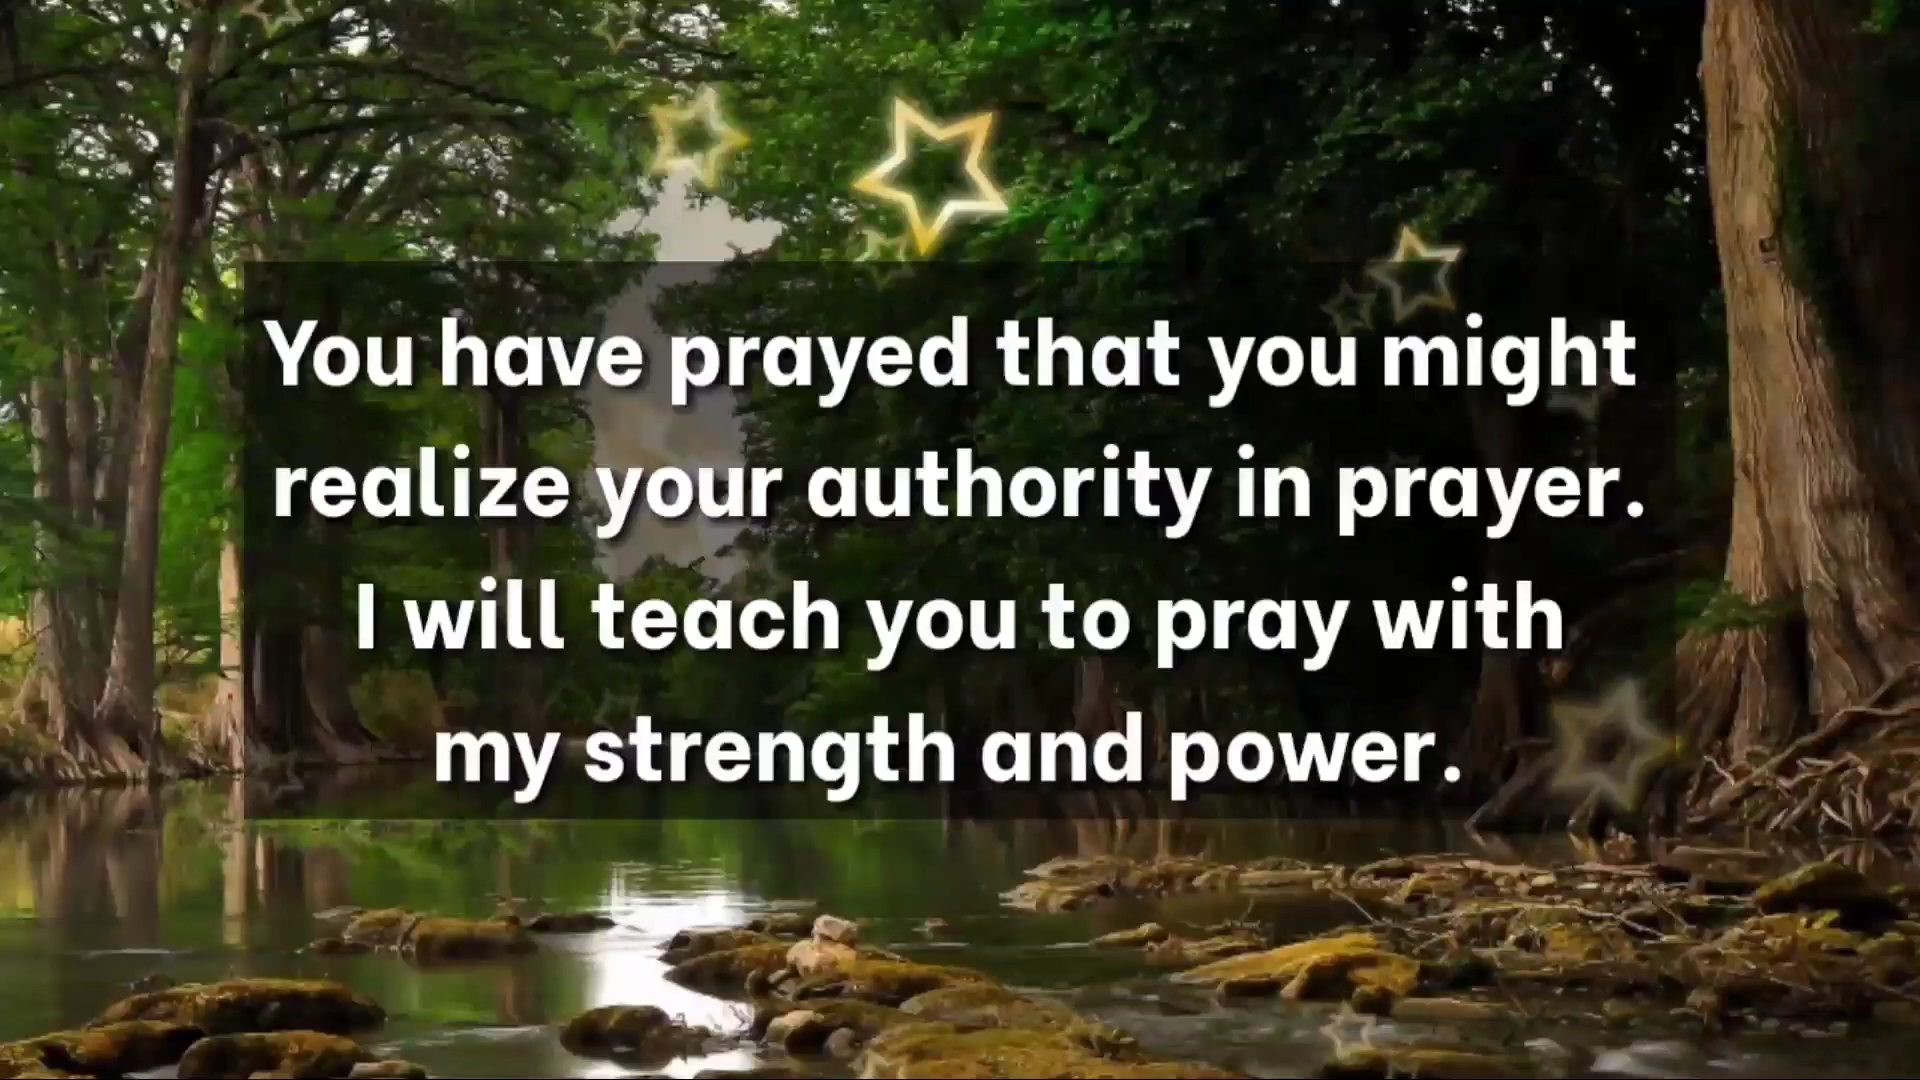 You have prayed that you might
realize your authority in prayer.
I will teach you to pray with
my strength and power.